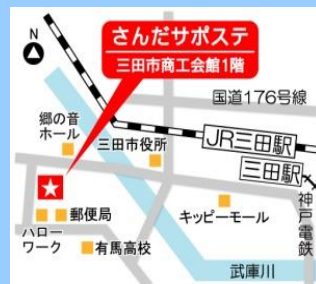 N
さんだサポステ
三田市商工会館1階
国道176号線
郷の音
ホール
三田市役所
JR三田駅
三田駅
神戸電鉄
郵便局
キッピーモール
ハロー
ワーク
有馬高校
武庫川